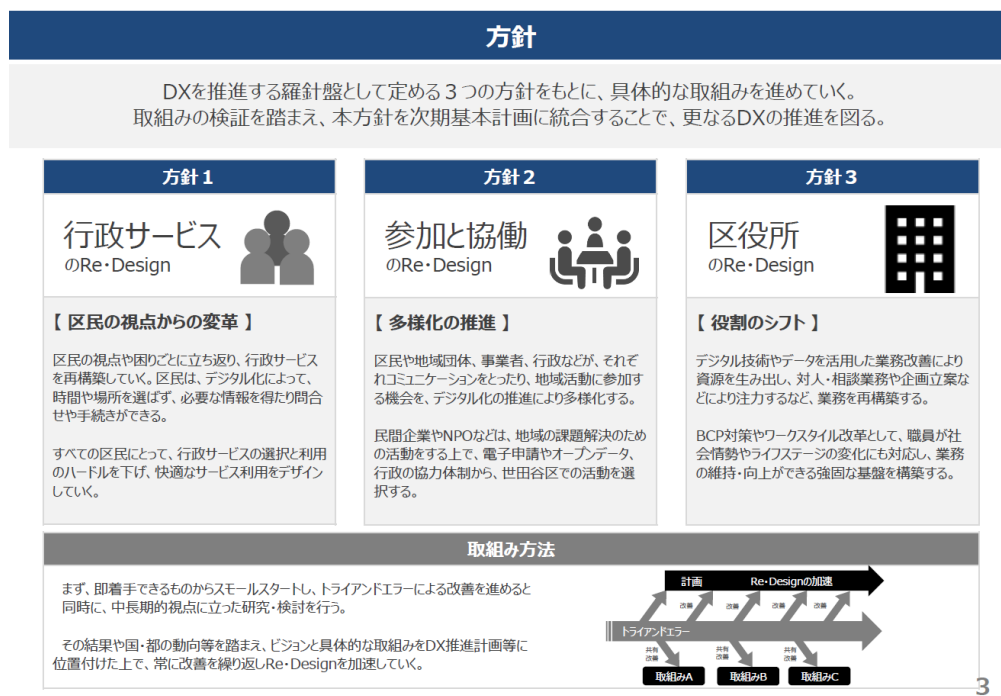 方針
DXを推進する羅針盤として定める３つの方針をもとに、具体的な取組みを進めていく。
取組みの検証を踏まえ、本方針を次期基本計画に統合することで、更なるDXの推進を図る。
方針１
行政サービス
のRe・Design
【 区民の視点からの変革 】
区民の視点や困りごとに立ち返り、行政サービス
を再構築していく。区民は、デジタル化によって、
時間や場所を選ばず、必要な情報を得たり問合
せや手続きができる。
すべての区民にとって、行政サービスの選択と利用
のハードルを下げ、快適なサービス利用をデザイン
していく。
方針２
参加と協働
のRe・Design
【 多様化の推進 】
区民や地域団体、事業者、行政などが、それぞ
れコミュニケーションをとったり、地域活動に参加す
る機会を、デジタル化の推進により多様化する。
民間企業やNPOなどは、地域の課題解決のため
の活動をする上で、電子申請やオープンデータ、
行政の協力体制から、世田谷区での活動を選
択する。
方針３
区役所
のRe・Design
【 役割のシフト 】
デジタル技術やデータを活用した業務改善により
資源を生み出し、対人・相談業務や企画立案な
どにより注力するなど、業務を再構築する。
BCP対策やワークスタイル改革として、職員が社
会情勢やライフステージの変化にも対応し、業務
の維持・向上ができる強固な基盤を構築する。
取組み方法
まず、即着手できるものからスモールスタートし、トライアンドエラーによる改善を進めると
同時に、中長期的視点に立った研究・検討を行う。
その結果や国・都の動向等を踏まえ、ビジョンと具体的な取組みをDX推進計画等に
位置付けた上で、常に改善を繰り返しRe・Designを加速していく。
計画 Re・Designの加速
改善 改善 改善 改善
トライアンドエラー
共有 共有 共有
改善 改善 改善
取組みA 取組みB 取組みC
3